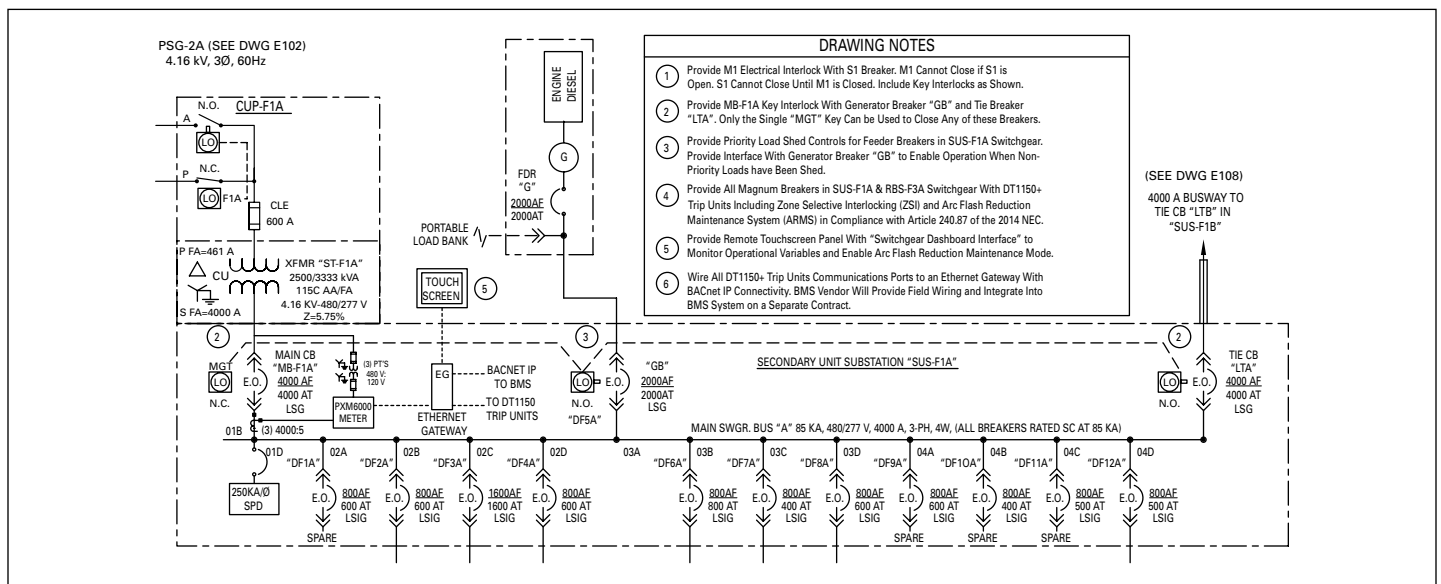 PSG-2A (SEE DWG E102)
4.16 kV, 3Ø, 60Hz
CUP-F1A
N.O.
A
LO
N.C.
P
LO
F1A
CLE
600 A
P FA=461 A
CU
S FA=4000 A
XFMR “ST-F1A”
2500/3333 kVA
115C AA/FA
4.16 KV-480/277 V
Z=5.75%
ENGINE
DIESEL
G
FDR
“G”
2000AF
2000AT
PORTABLE
LOAD BANK
TOUCH
SCREEN
5
DRAWING NOTES
1 Provide M1 Electrical Interlock With S1 Breaker. M1 Cannot Close if S1 is
Open. S1 Cannot Close Until M1 is Closed. Include Key Interlocks as Shown.
2 Provide MB-F1A Key Interlock With Generator Breaker “GB” and Tie Breaker
“LTA”. Only the Single “MGT” Key Can be Used to Close Any of these Breakers.
3 Provide Priority Load Shed Controls for Feeder Breakers in SUS-F1A Switchgear.
Provide Interface With Generator Breaker “GB” to Enable Operation When Non-
Priority Loads have Been Shed.
4 Provide All Magnum Breakers in SUS-F1A & RBS-F3A Switchgear With DT1150+
Trip Units Including Zone Selective Interlocking (ZSI) and Arc Flash Reduction
Maintenance System (ARMS) in Compliance with Article 240.87 of the 2014 NEC.
5 Provide Remote Touchscreen Panel With “Switchgear Dashboard Interface” to
Monitor Operational Variables and Enable Arc Flash Reduction Maintenance Mode.
6 Wire All DT1150+ Trip Units Communications Ports to an Ethernet Gateway With
BACnet IP Connectivity. BMS Vendor Will Provide Field Wiring and Integrate Into
BMS System on a Separate Contract.
(SEE DWG E108)
4000 A BUSWAY TO
TIE CB “LTB” IN
“SUS-F1B”
2
MGT
LO
N.C.
E.O.
MAIN CB
“MB-F1A”
4000 AF
4000 AT
LSG
(3) PT’S
480 V:
120 V
PXM6000
METER
EG
ETHERNET
GATEWAY
BACNET IP
TO BMS
TO DT1150
TRIP UNITS
3
LO
N.O.
“DF5A”
E.O.
“GB”
2000AF
2000AT
LSG
SECONDARY UNIT SUBSTATION “SUS-F1A”
2
LO
N.O.
E.O.
TIE CB
“LTA”
4000 AF
4000 AT
LSG
01B
(3) 4000:5
MAIN SWGR. BUS “A” 85 KA, 480/277 V, 4000 A, 3-PH, 4W, (ALL BREAKERS RATED SC AT 85 KA)
01D
250KA/Ø
SPD
02A
“DF1A”
E.O.
800AF
600 AT
LSIG
SPARE
02B
“DF2A”
E.O.
800AF
600 AT
LSIG
02C
“DF3A”
E.O.
1600AF
1600 AT
LSIG
02D
“DF4A”
E.O.
800AF
600 AT
LSIG
03A
03B
“DF6A”
E.O.
800AF
800 AT
LSIG
03C
“DF7A”
E.O.
800AF
400 AT
LSIG
03D
“DF8A”
E.O.
800AF
600 AT
LSIG
04A
“DF9A”
E.O.
800AF
600 AT
LSIG
SPARE
04B
“DF10A”
E.O.
800AF
400 AT
LSIG
SPARE
04C
“DF11A”
E.O.
800AF
500 AT
LSIG
SPARE
04D
“DF12A”
E.O.
800AF
500 AT
LSIG